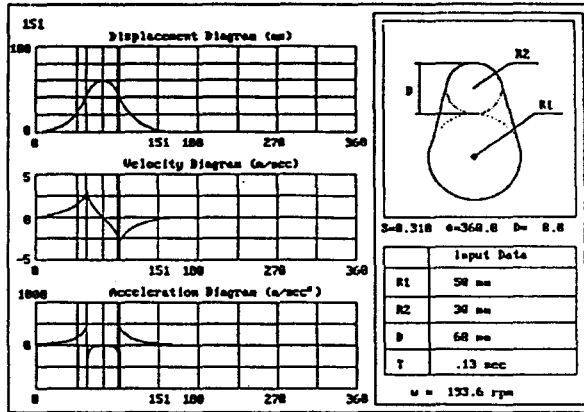 151
Displacement Diagram (mm)
100
0
0
151 180 270 360
Velocity Diagram (m/sec)
5
0
-5
0
151 180 270 360
Acceleration Diagram (m/sec²)
1000
0
0
151 180 270 360
R2
D
R1
S=0.310 θ=360.0 D= 0.0
Input Data
R1 50 mm
R2 30 mm
D 60 mm
T .13 sec
ω = 193.6 rpm